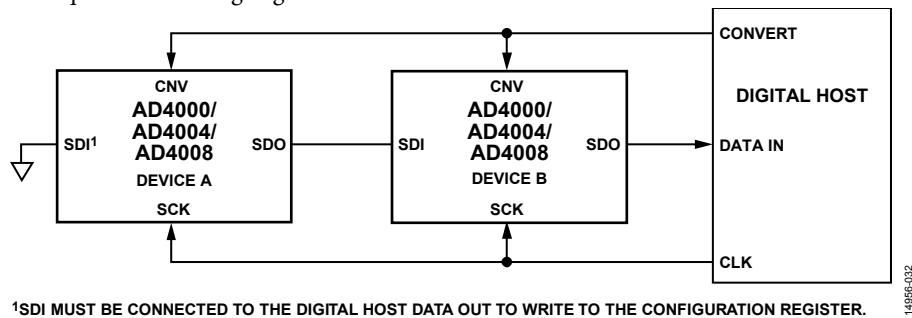 CONVERT
DIGITAL HOST
DATA IN
CLK
CNV
AD4000/
AD4004/
AD4008
DEVICE A
SCK
SDI1
SDO
CNV
AD4000/
AD4004/
AD4008
DEVICE B
SCK
SDI
SDO
1SDI MUST BE CONNECTED TO THE DIGITAL HOST DATA OUT TO WRITE TO THE CONFIGURATION REGISTER.
14956-032